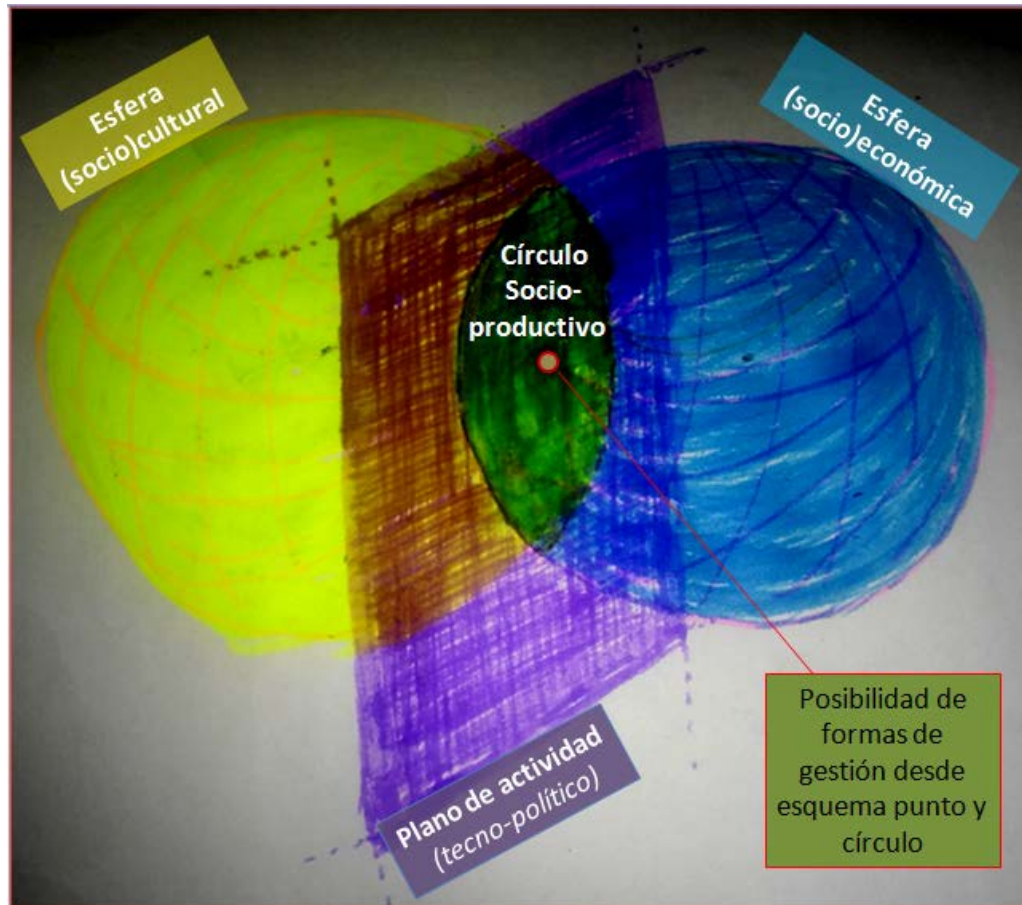 Esfera
(socio)cultural
Esfera
(socio)económica
Círculo
Socio-
productivo
Plano de actividad
(tecno-político)
Posibilidad de
formas de
gestión desde
esquema punto y
círculo